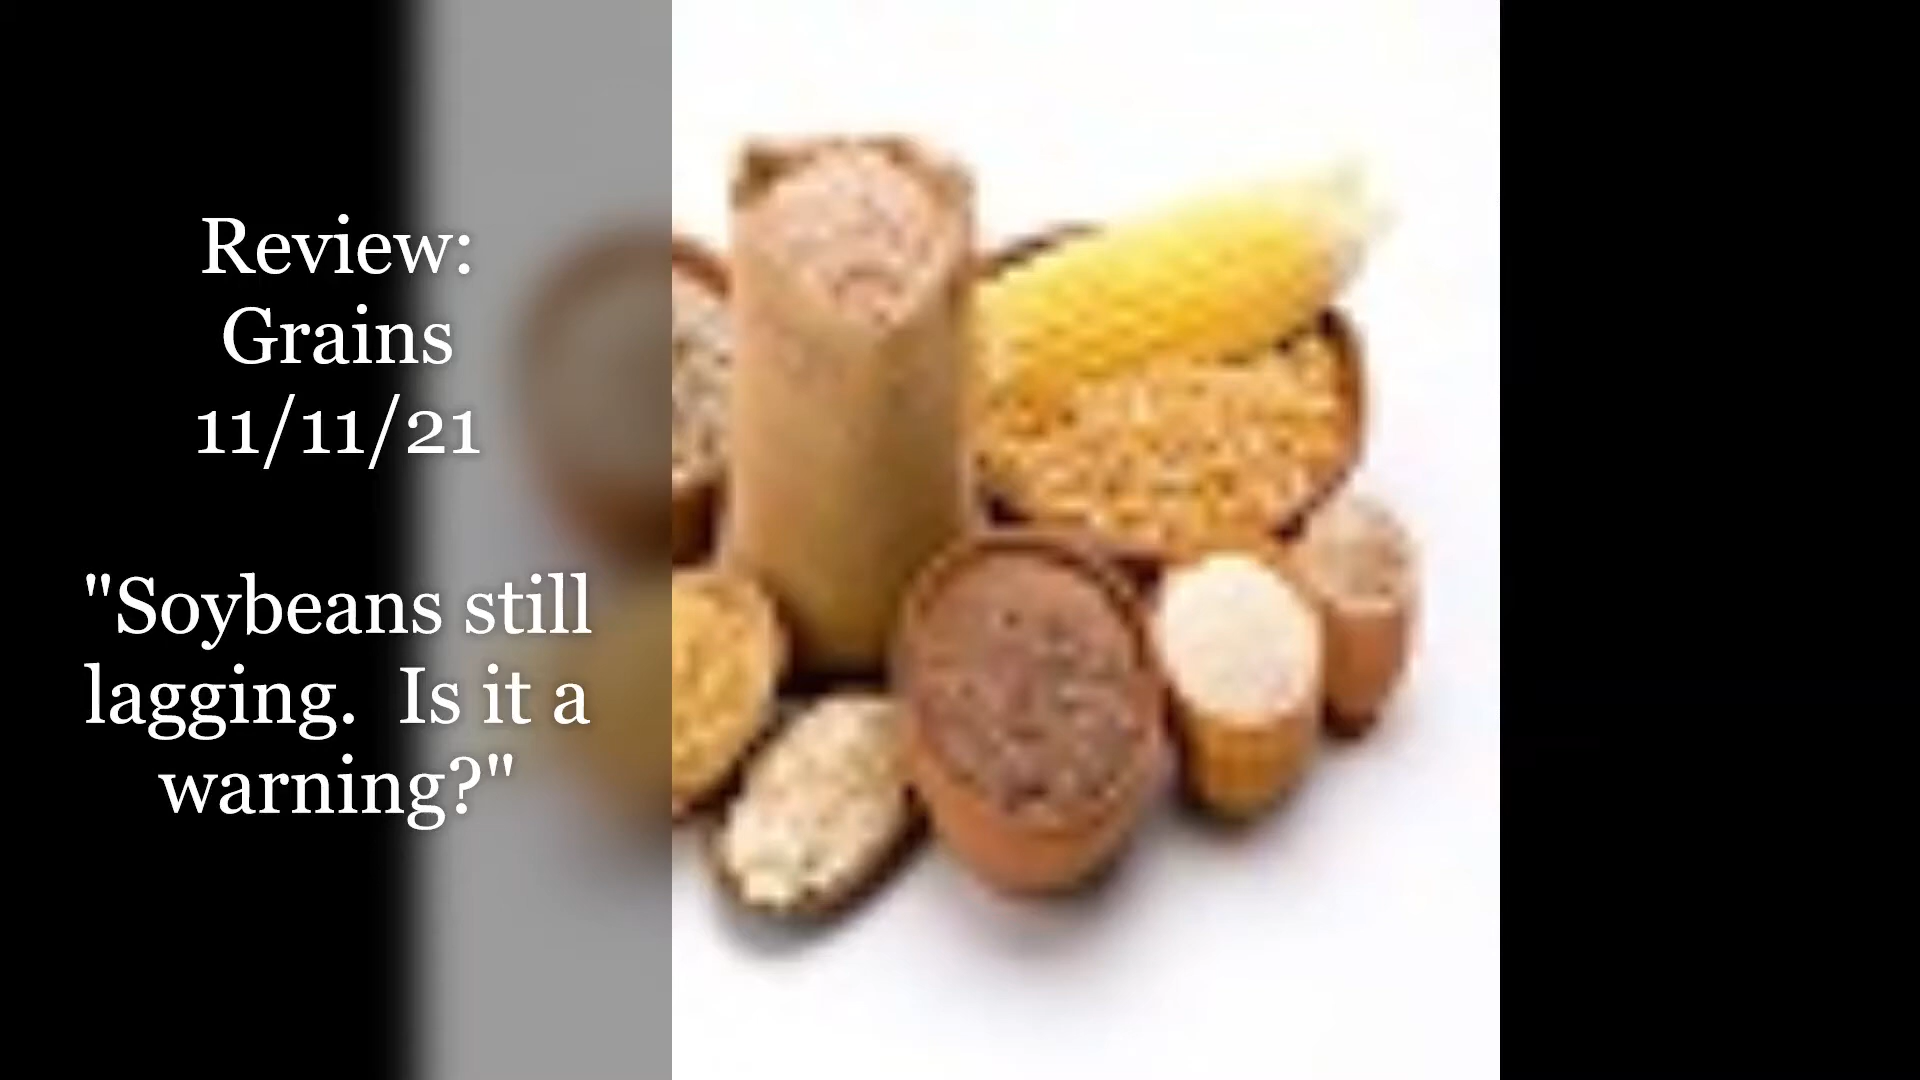 Review:
Grains
11/11/21
"Soybeans still
lagging.  Is it a
warning?"